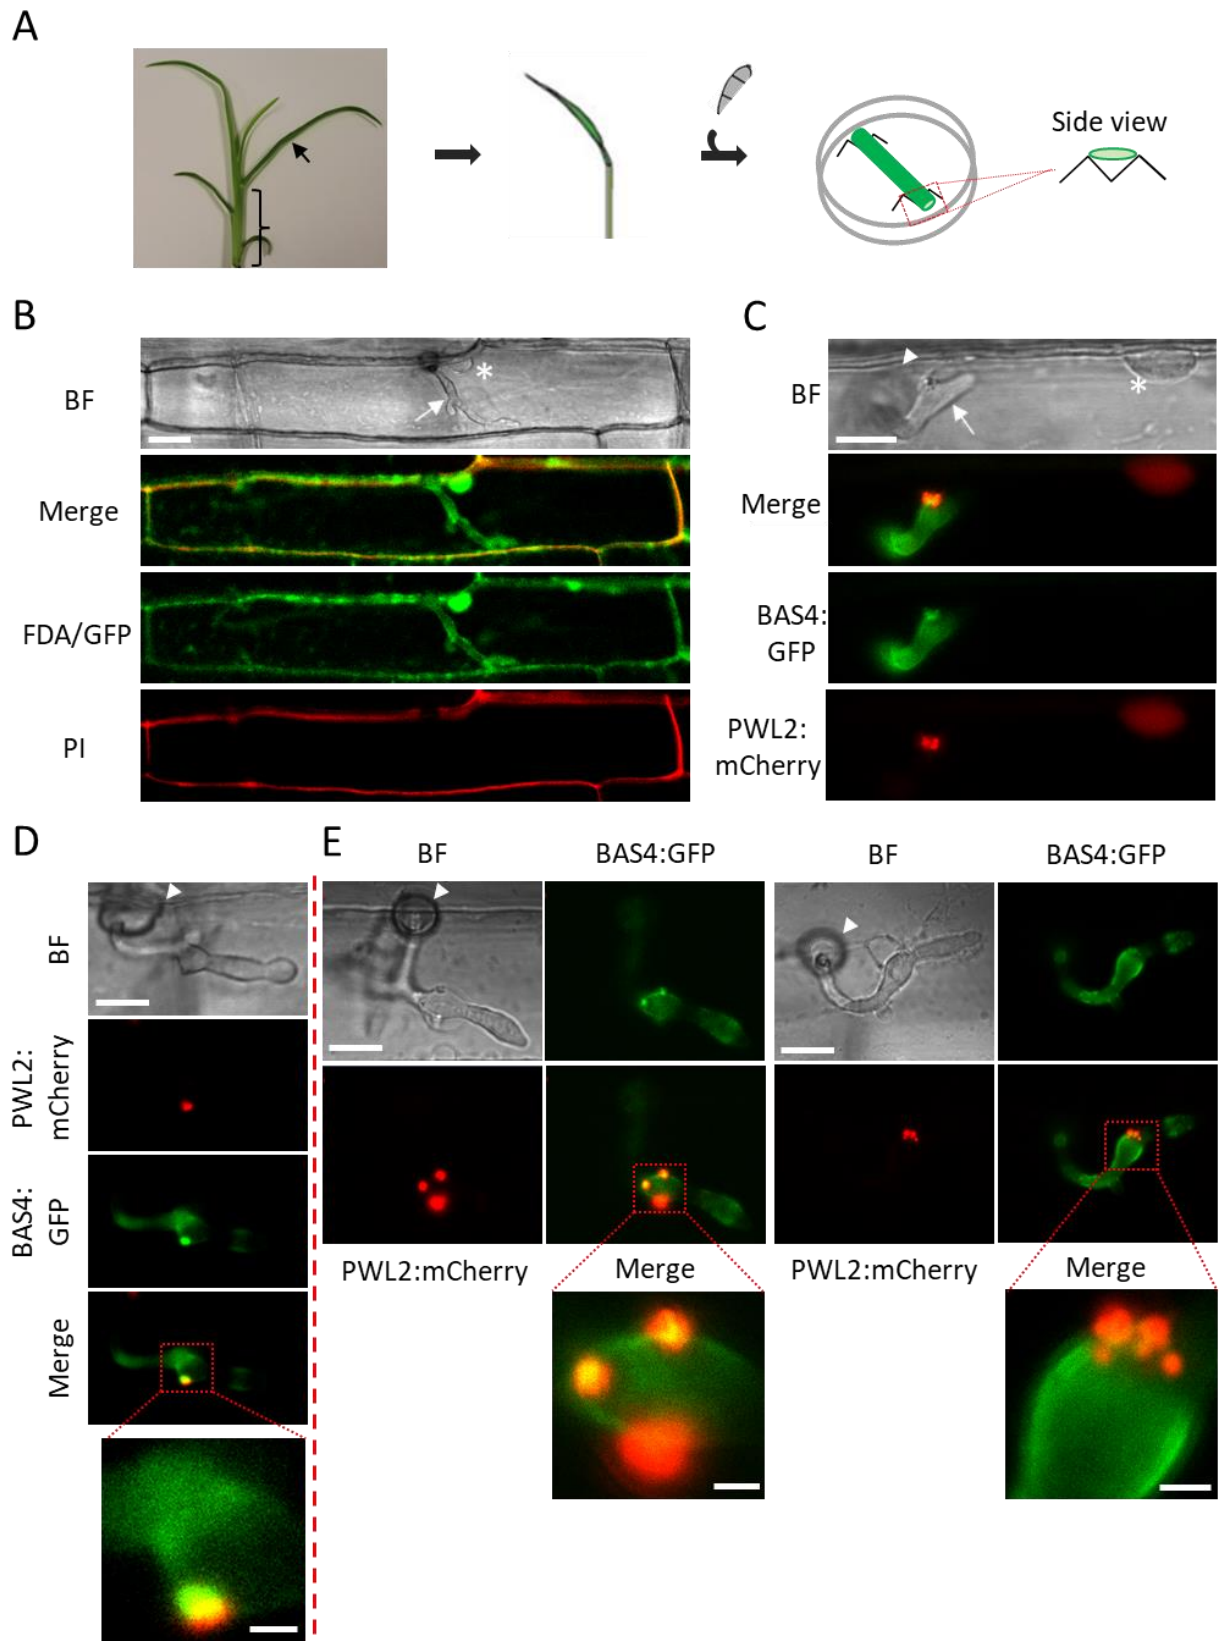 A
Side view
B
BF
*
Merge
FDA/GFP
PI
C
BF
*
Merge
BAS4:
GFP
PWL2:
mCherry
D
BF
PWL2:
mCherry
BAS4:
GFP
Merge
E
BF
BAS4:GFP
BF
BAS4:GFP
PWL2:mCherry
Merge
PWL2:mCherry
Merge